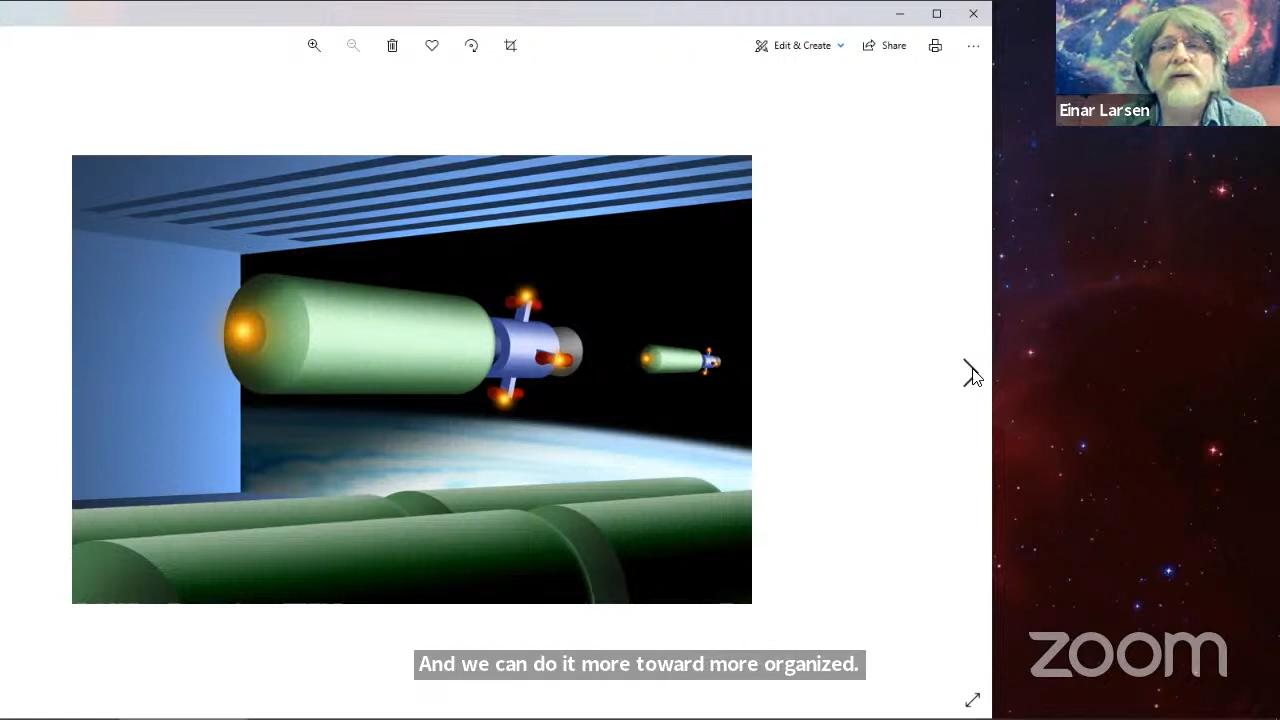 Edit & Create
Share
Einar Larsen
And we can do it more toward more organized.
zoom